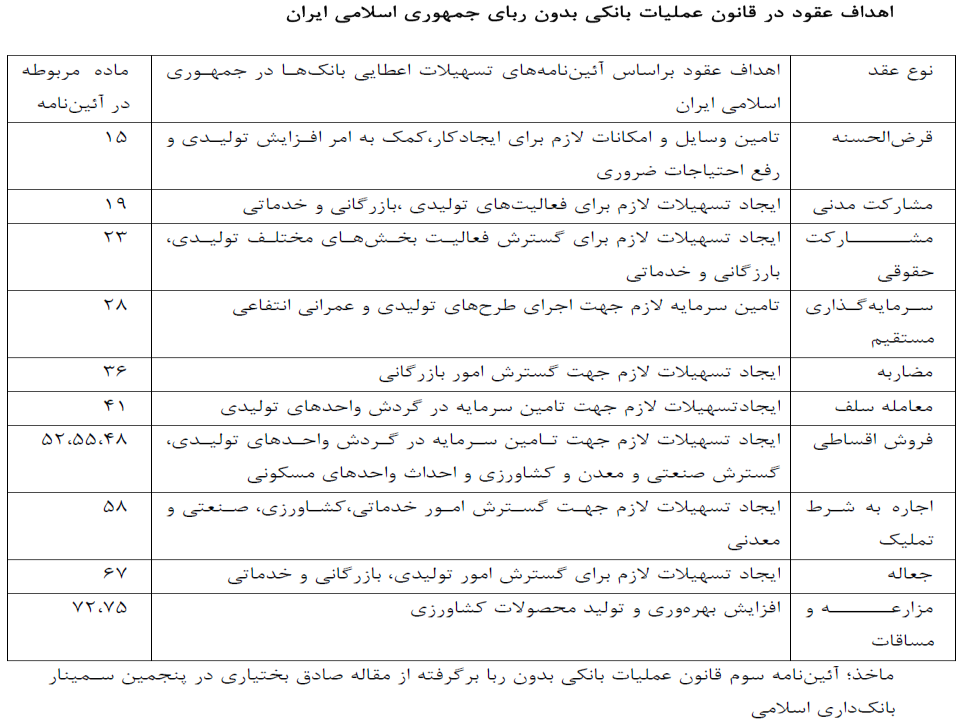 اهداف عقود در قانون عملیات بانکی بدون ربای جمهوری اسلامی ایران
نوع عقد	اهداف عقود براساس آئین‌نامه‌های تسهیلات اعطایی بانک‌ها در جمهوری	ماده مربوطه
اسلامی ایران	در آئین‌نامه
قرض‌الحسنه	تامین وسایل و امکانات لازم برای ایجادکار،کمک به امر افزایش تولیدی و	۱۵
رفع احتیاجات ضروری
مشارکت مدنی	ایجاد تسهیلات لازم برای فعالیت‌های تولیدی ،بازرگانی و خدماتی	۱۹
مشارکت	ایجاد تسهیلات لازم برای گسترش فعالیت بخش‌های مختلف تولیدی،	۲۳
حقوقی	بارزگانی و خدماتی
سرمایه‌گذاری	تامین سرمایه لازم جهت اجرای طرح‌های تولیدی و عمرانی انتفاعی	۲۸
مستقیم
مضاربه	ایجاد تسهیلات لازم جهت گسترش امور بازرگانی	۳۶
معامله سلف	ایجادتسهیلات لازم جهت تامین سرمایه در گردش واحدهای تولیدی	۴۱
فروش اقساطی	ایجاد تسهیلات لازم جهت تامین سرمایه در گردش واحدهای تولیدی،	۵۲،۵۵،۴۸
گسترش صنعتی و معدن و کشاورزی و احداث واحدهای مسکونی
اجاره به شرط	ایجاد تسهیلات لازم جهت گسترش امور خدماتی،کشاورزی، صنعتی و	۵۸
تملیک	معدنی
جعاله	ایجاد تسهیلات لازم برای گسترش امور تولیدی، بازرگانی و خدماتی	۶۷
مزارعه و	افزایش بهره‌وری و تولید محصولات کشاورزی	۷۲،۷۵
مساقات
ماخذ؛ آئین‌نامه سوم قانون عملیات بانکی بدون ربا برگرفته از مقاله صادق بختیاری در پنجمین سمینار
بانک‌داری اسلامی